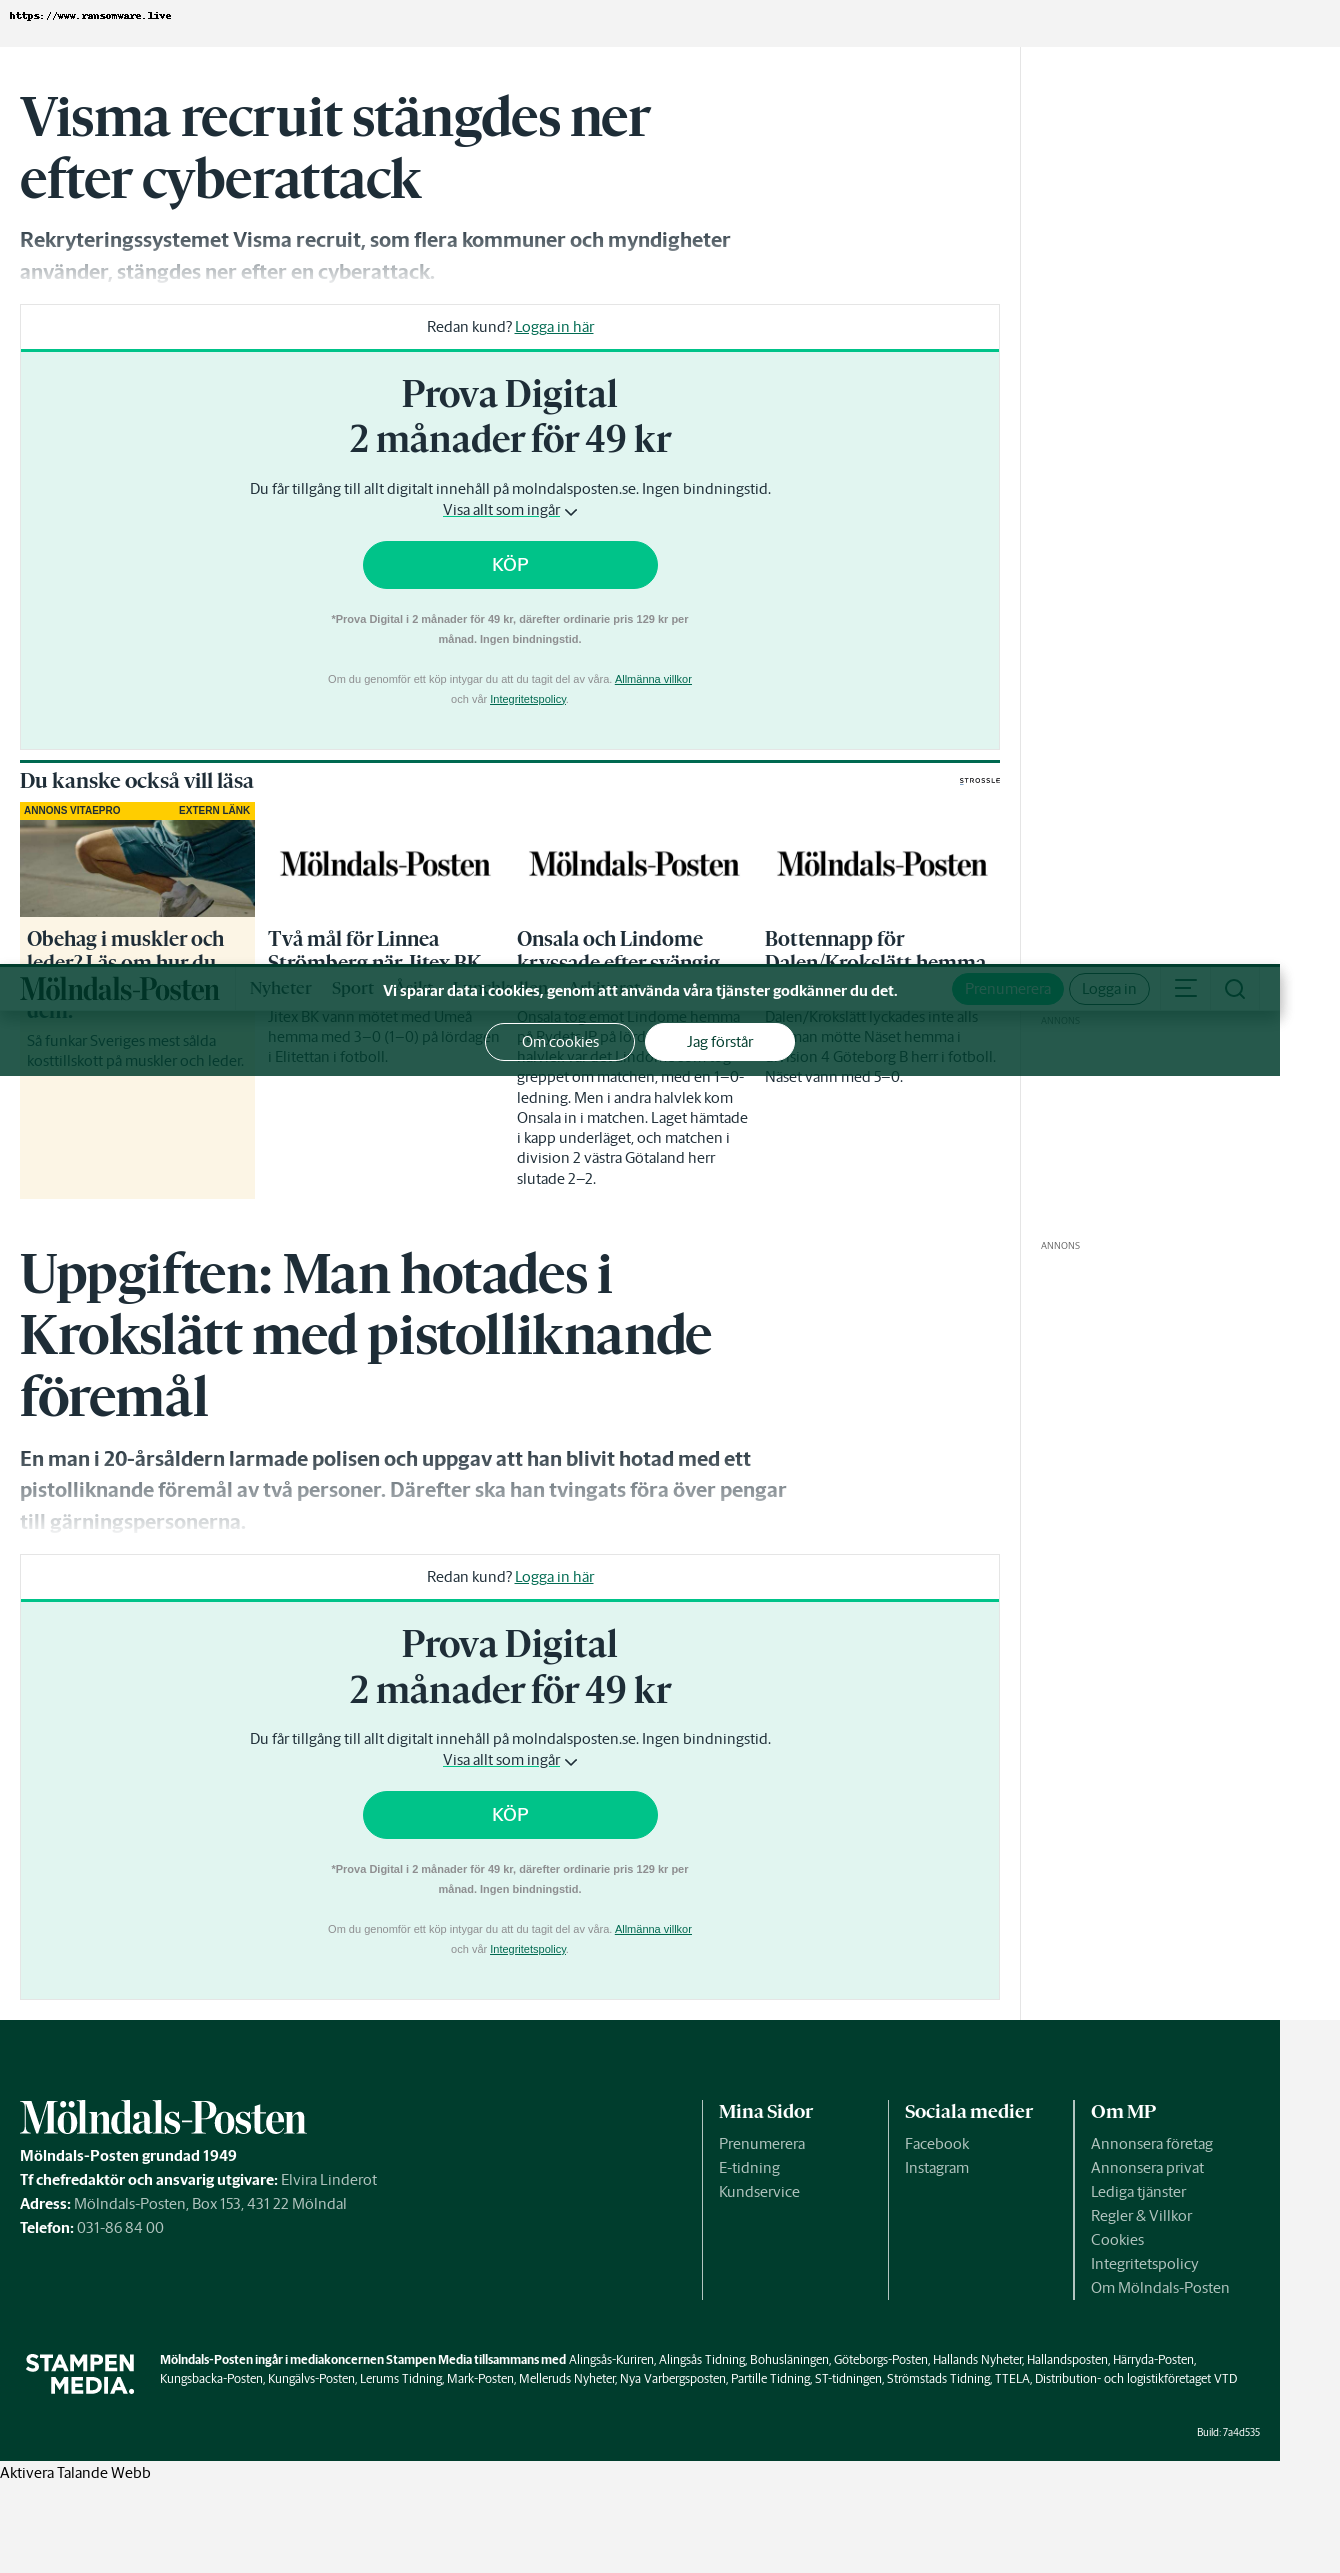 https://www.ransomware.live
Visma recruit stängdes ner
efter cyberattack
Rekryteringssystemet Visma recruit, som flera kommuner och myndigheter
använder, stängdes ner efter en cyberattack.
Redan kund? Logga in här
Prova Digital
2 månader för 49 kr
Du får tillgång till allt digitalt innehåll på molndalsposten.se. Ingen bindningstid.
Visa allt som ingår
KÖP
*Prova Digital i 2 månader för 49 kr, därefter ordinarie pris 129 kr per
månad. Ingen bindningstid.
Om du genomför ett köp intygar du att du tagit del av våra. Allmänna villkor
och vår Integritetspolicy.
Du kanske också vill läsa
STROSSLE
ANNONS VITAEPRO EXTERN LÄNK
Obehag i muskler och
leder? Läs om hur du
dem.
Så funkar Sveriges mest sålda
kosttillskott på muskler och leder.
Mölndals-Posten
Två mål för Linnea
Strömberg när Jitex BK
Jitex BK vann mötet med Umeå
hemma med 3–0 (1–0) på lördagen
i Elitettan i fotboll.
Mölndals-Posten
Onsala och Lindome
kryssade efter svängig
Onsala tog emot Lindome hemma
på
halvlek var det
greppet om matchen, med en 1–0-
ledning. Men i andra halvlek kom
Onsala in i matchen. Laget hämtade
i kapp underläget, och matchen i
division 2 västra Götaland herr
slutade 2–2.
Mölndals-Posten
Bottennapp för
Dalen/Krokslätt hemma
Dalen/Krokslätt lyckades inte alls
man mötte Näset hemma i
division 4 Göteborg B herr i fotboll.
Näset vann med 5–0.
Mölndals-Posten Nyheter Sport Prenumerera Logga in
Vi sparar data i cookies, genom att använda våra tjänster godkänner du det.
Om cookies Jag förstår
ANNONS
ANNONS
Uppgiften: Man hotades i
Krokslätt med pistolliknande
föremål
En man i 20-årsåldern larmade polisen och uppgav att han blivit hotad med ett
pistolliknande föremål av två personer. Därefter ska han tvingats föra över pengar
till gärningspersonerna.
Redan kund? Logga in här
Prova Digital
2 månader för 49 kr
Du får tillgång till allt digitalt innehåll på molndalsposten.se. Ingen bindningstid.
Visa allt som ingår
KÖP
*Prova Digital i 2 månader för 49 kr, därefter ordinarie pris 129 kr per
månad. Ingen bindningstid.
Om du genomför ett köp intygar du att du tagit del av våra. Allmänna villkor
och vår Integritetspolicy.
Mölndals-Posten
Mölndals-Posten grundad 1949
Tf chefredaktör och ansvarig utgivare: Elvira Linderot
Adress: Mölndals-Posten, Box 153, 431 22 Mölndal
Telefon: 031-86 84 00
Mina Sidor
Prenumerera
E-tidning
Kundservice
Sociala medier
Facebook
Instagram
Om MP
Annonsera företag
Annonsera privat
Lediga tjänster
Regler & Villkor
Cookies
Integritetspolicy
Om Mölndals-Posten
STAMPEN
MEDIA.
Mölndals-Posten ingår i mediakoncernen Stampen Media tillsammans med Alingsås-Kuriren, Alingsås Tidning, Bohusläningen, Göteborgs-Posten, Hallands Nyheter, Hallandsposten, Härryda-Posten,
Kungsbacka-Posten, Kungälvs-Posten, Lerums Tidning, Mark-Posten, Melleruds Nyheter, Nya Varbergsposten, Partille Tidning, ST-tidningen, Strömstads Tidning, TTELA, Distribution- och logistikföretaget VTD
Build: 7a4d535
Aktivera Talande Webb